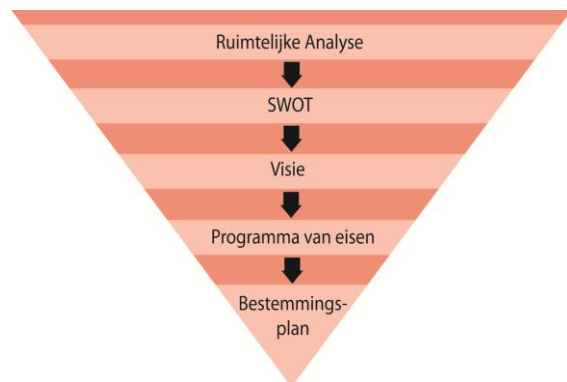 Ruimtelijke Analyse
SWOT
Visie
Programma van eisen
Bestemmings-
plan